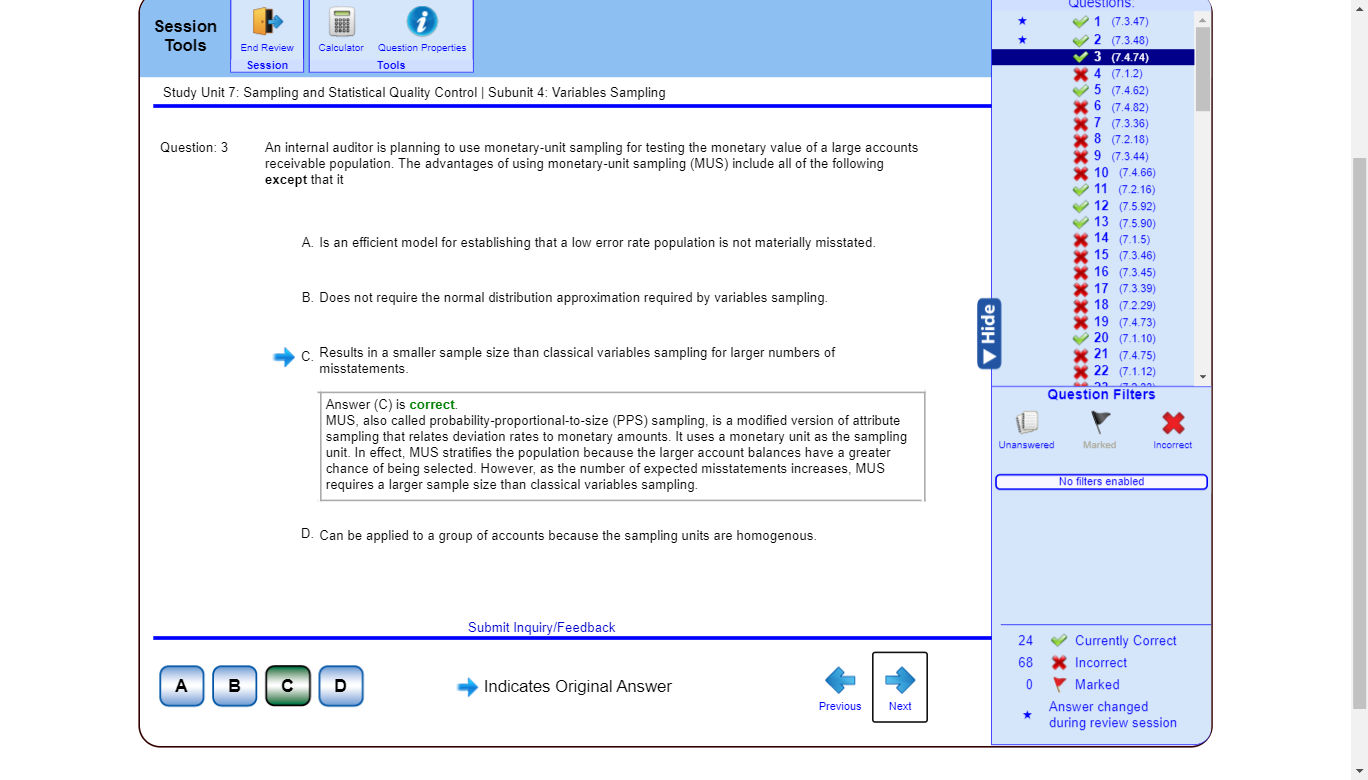 Session Tools
End Review
Session
Calculator
Question Properties
Tools
Study Unit 7: Sampling and Statistical Quality Control | Subunit 4: Variables Sampling
Question: 3
An internal auditor is planning to use monetary-unit sampling for testing the monetary value of a large accounts
receivable population. The advantages of using monetary-unit sampling (MUS) include all of the following
except that it
A. Is an efficient model for establishing that a low error rate population is not materially misstated.
B. Does not require the normal distribution approximation required by variables sampling.
C. Results in a smaller sample size than classical variables sampling for larger numbers of
misstatements.
Answer (C) is correct.
MUS, also called probability-proportional-to-size (PPS) sampling, is a modified version of attribute
sampling that relates deviation rates to monetary amounts. It uses a monetary unit as the sampling
unit. In effect, MUS stratifies the population because the larger account balances have a greater
chance of being selected. However, as the number of expected misstatements increases, MUS
requires a larger sample size than classical variables sampling.
D. Can be applied to a group of accounts because the sampling units are homogenous.
Submit Inquiry/Feedback
A B C D
Indicates Original Answer
Previous
Next
Hide
Questions:
1 (7.3.47)
2 (7.3.48)
3 (7.4.74)
4 (7.1.2)
5 (7.4.62)
6 (7.4.82)
7 (7.3.36)
8 (7.2.18)
9 (7.3.44)
10 (7.4.66)
11 (7.2.16)
12 (7.5.92)
13 (7.5.90)
14 (7.1.5)
15 (7.3.46)
16 (7.3.45)
17 (7.3.39)
18 (7.2.29)
19 (7.4.73)
20 (7.1.10)
21 (7.4.75)
22 (7.1.12)
Question Filters
Unanswered
Marked
Incorrect
No filters enabled
24 Currently Correct
68 Incorrect
0 Marked
Answer changed
during review session